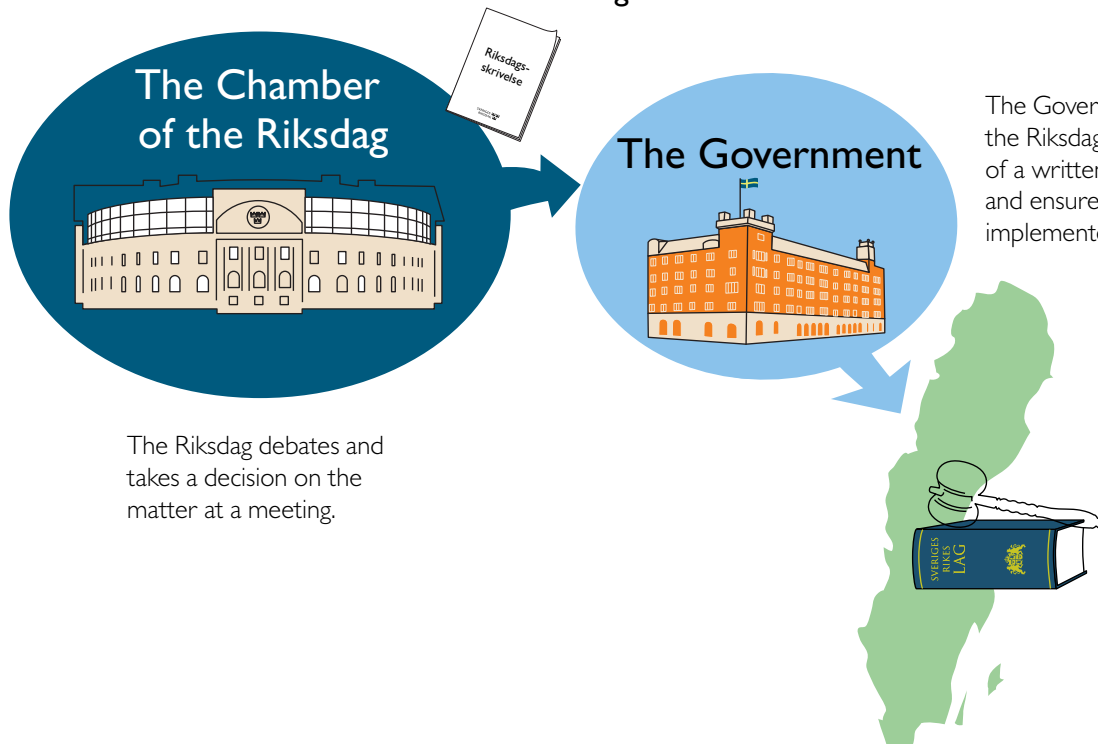 The Chamber
of the Riksdag
Riksdags-
skrivelse
The Government
The Gover
the Riksdag
of a written
and ensure
implemente
The Riksdag debates and
takes a decision on the
matter at a meeting.
SVERIGES
RIKES
LAG